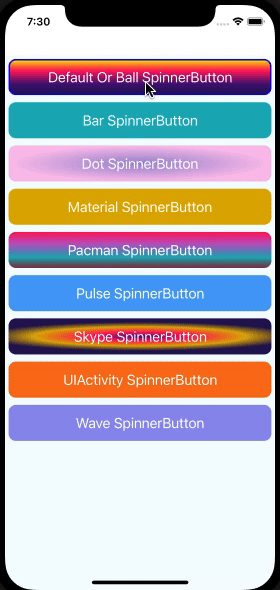 7:30
Default Or Ball SpinnerButton
Bar SpinnerButton
Dot SpinnerButton
Material SpinnerButton
Pacman SpinnerButton
Pulse SpinnerButton
Skype SpinnerButton
UIActivity SpinnerButton
Wave SpinnerButton